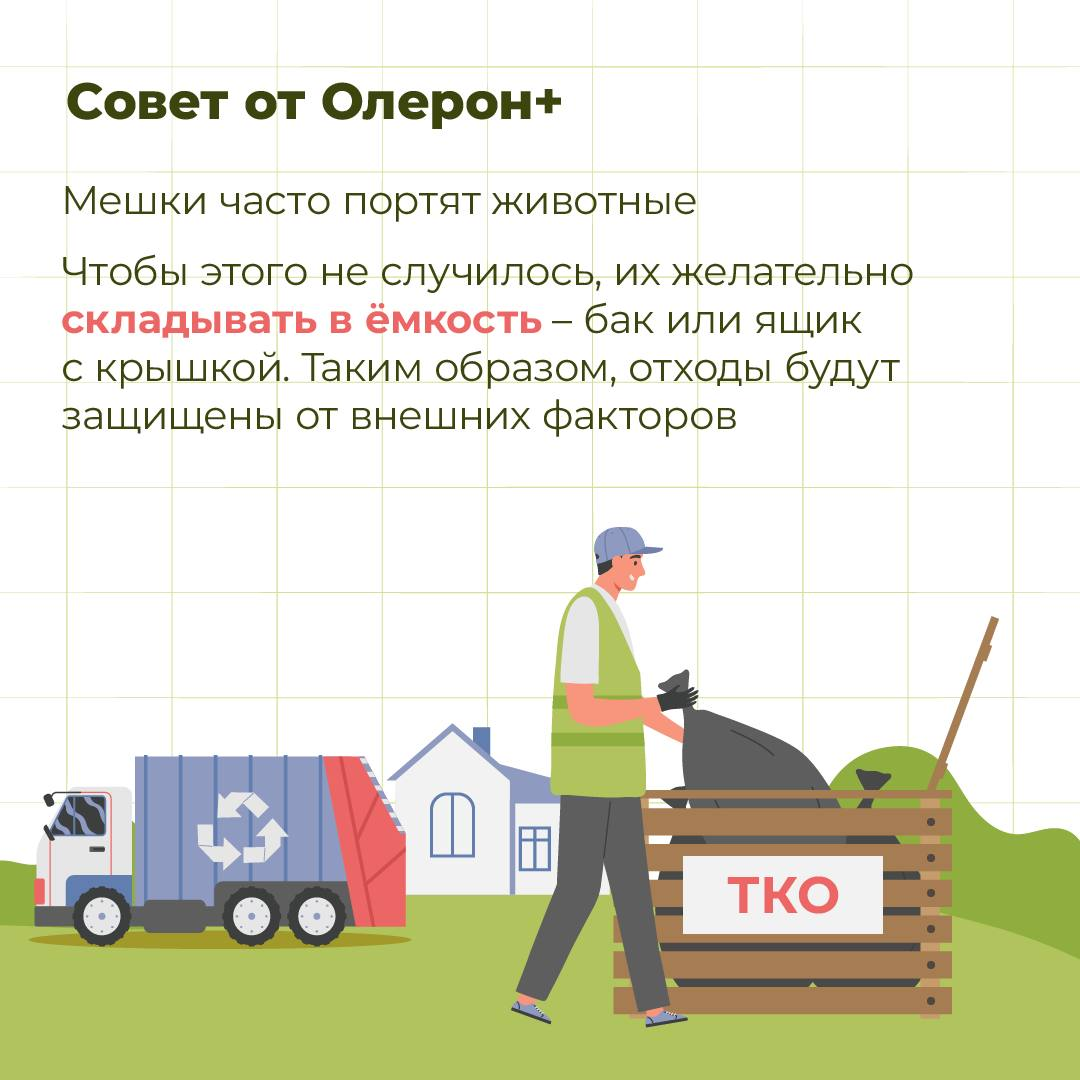 Совет от Олерон+
Мешки часто портят животные
Чтобы этого не случилось, их желательно
складывать в ёмкость – бак или ящик
с крышкой. Таким образом, отходы будут
защищены от внешних факторов
ТКО